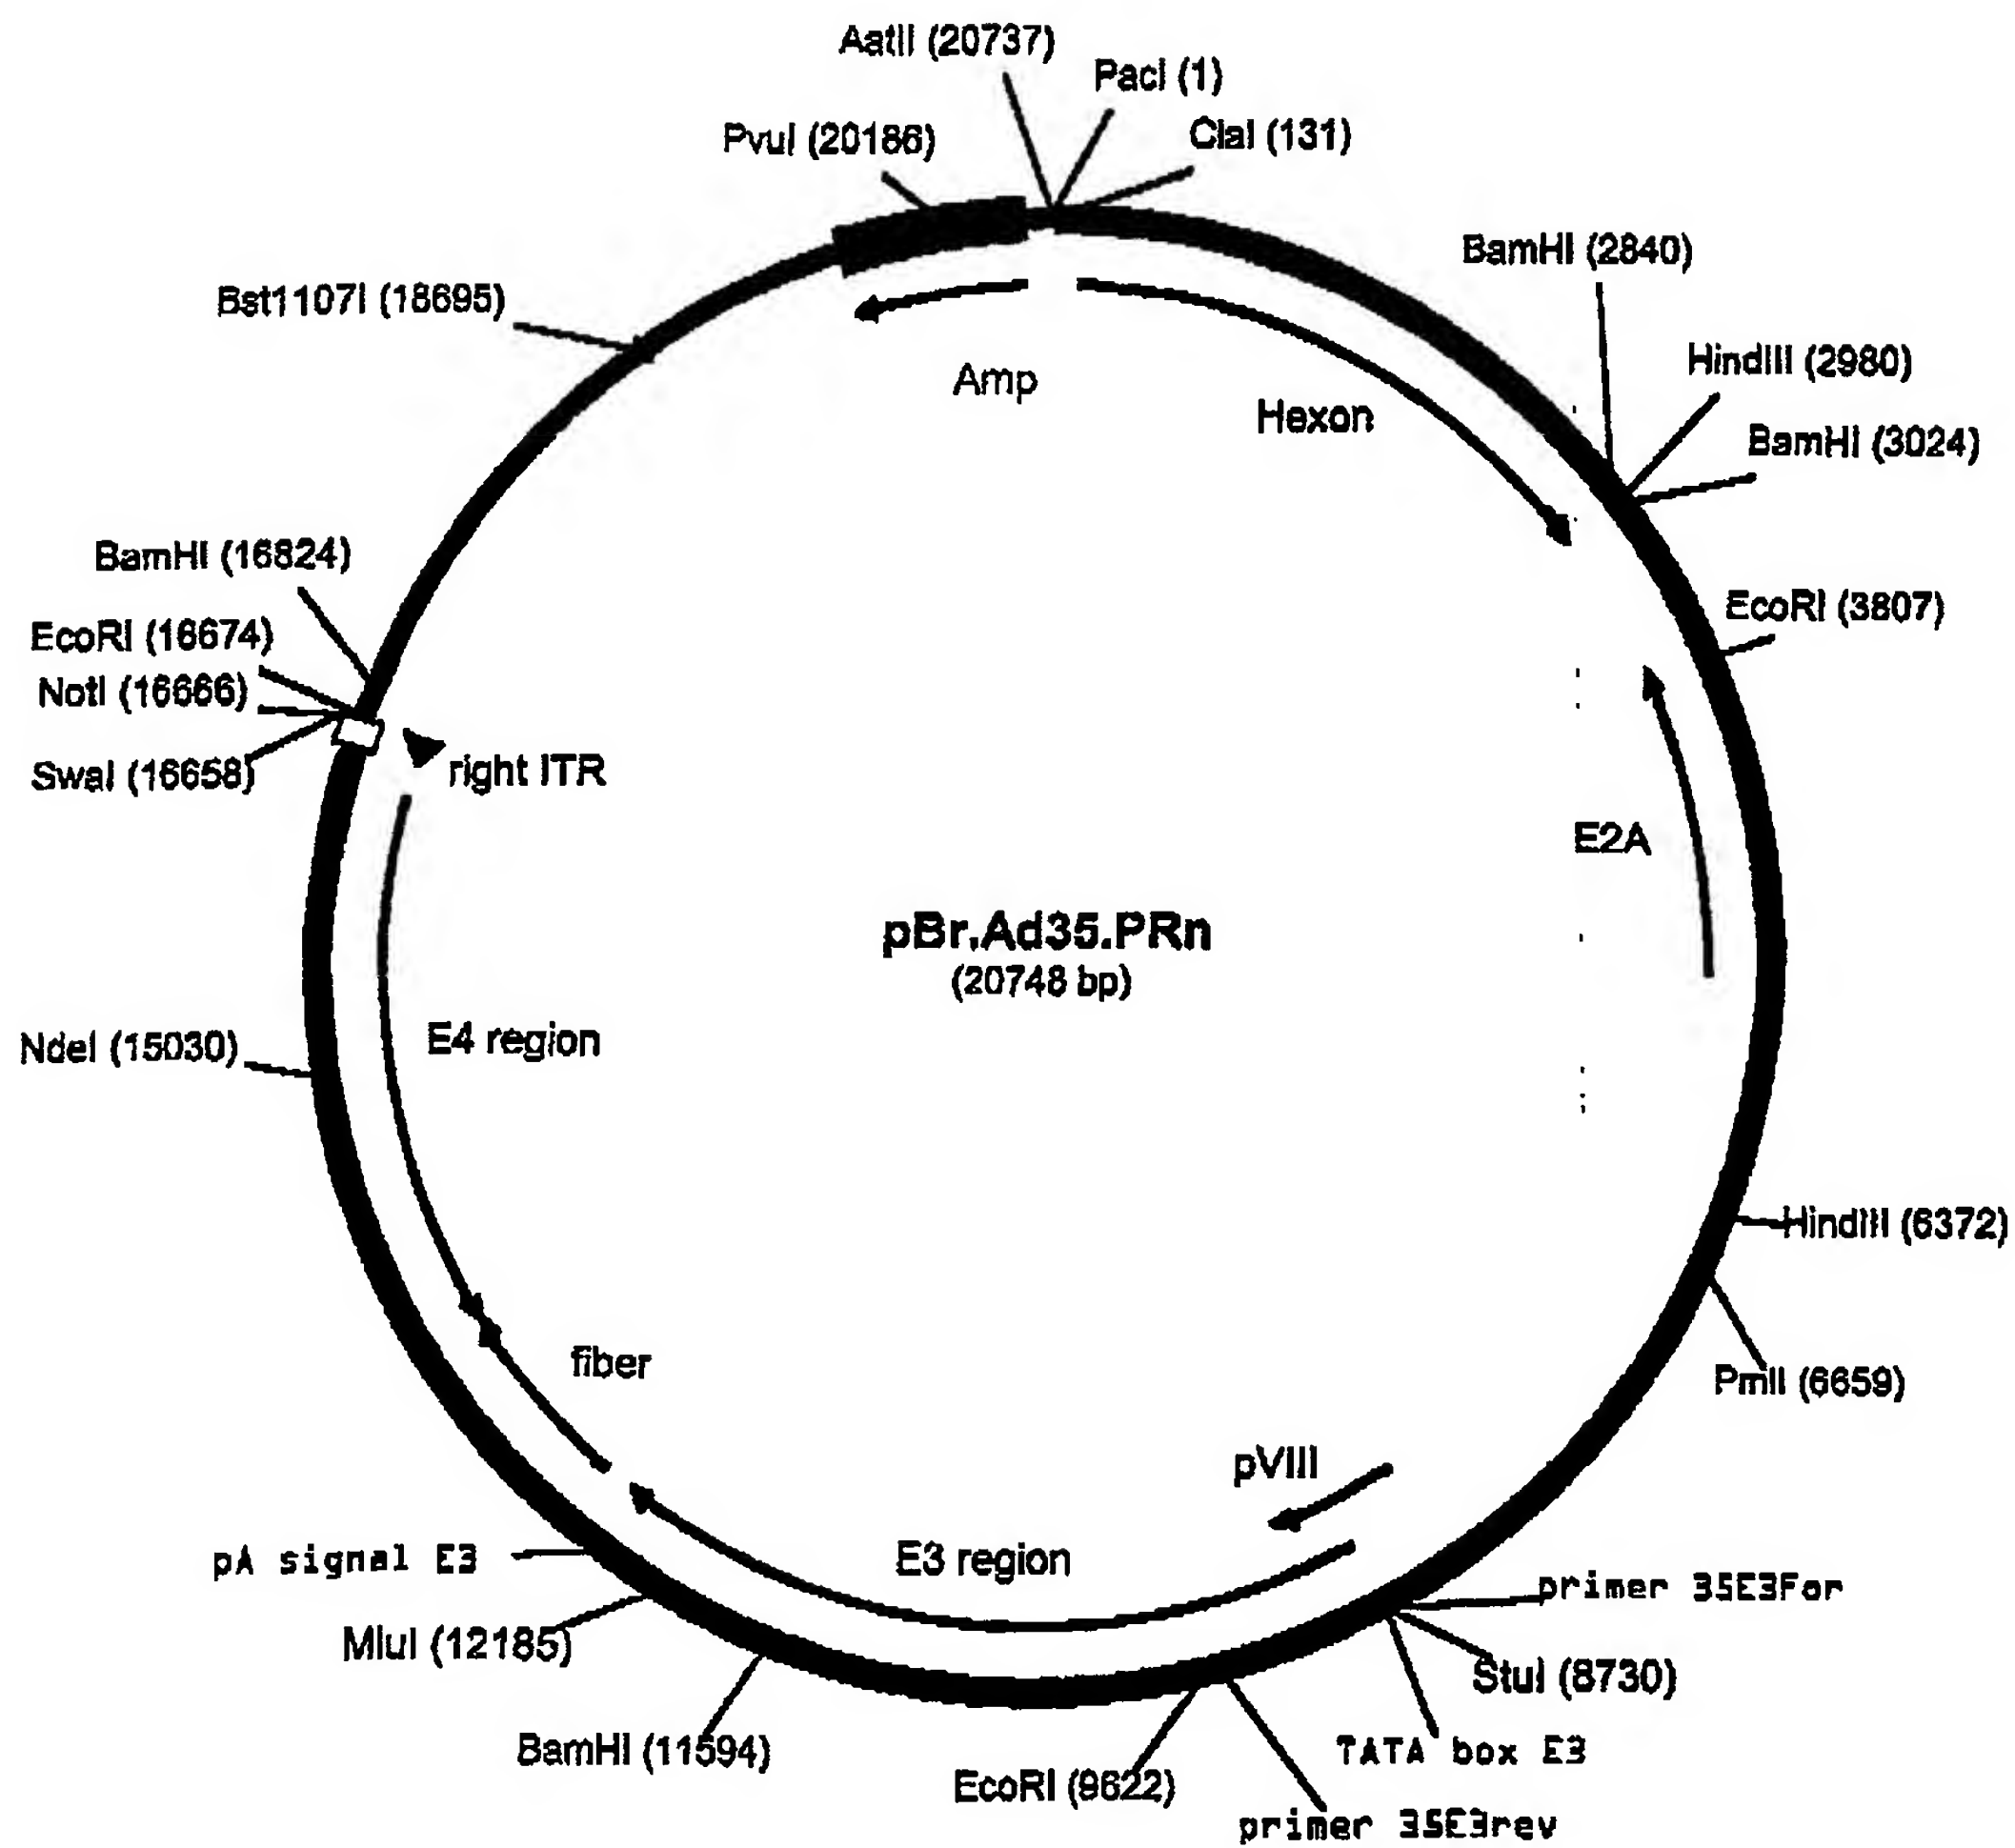 AatII (20737)
PacI (1)
PvuI (20186)
ClaI (131)
BamHI (2840)
Bst1107I (18695)
HindIII (2980)
Amp
Hexon
BamHI (3024)
BamHI (16824)
EcoRI (3807)
EcoRI (16674)
NotI (16666)
SwaI (16658)
right ITR
E2A
pBr.Ad35.PRn
(20748 bp)
NdeI (15030)
E4 region
HindIII (6372)
fiber
PmlI (6659)
pVIII
pA signal E3
E3 region
primer 35E3For
MluI (12185)
StuI (8730)
BamHI (11594)
TATA box E3
EcoRI (9622)
primer 35E3rev